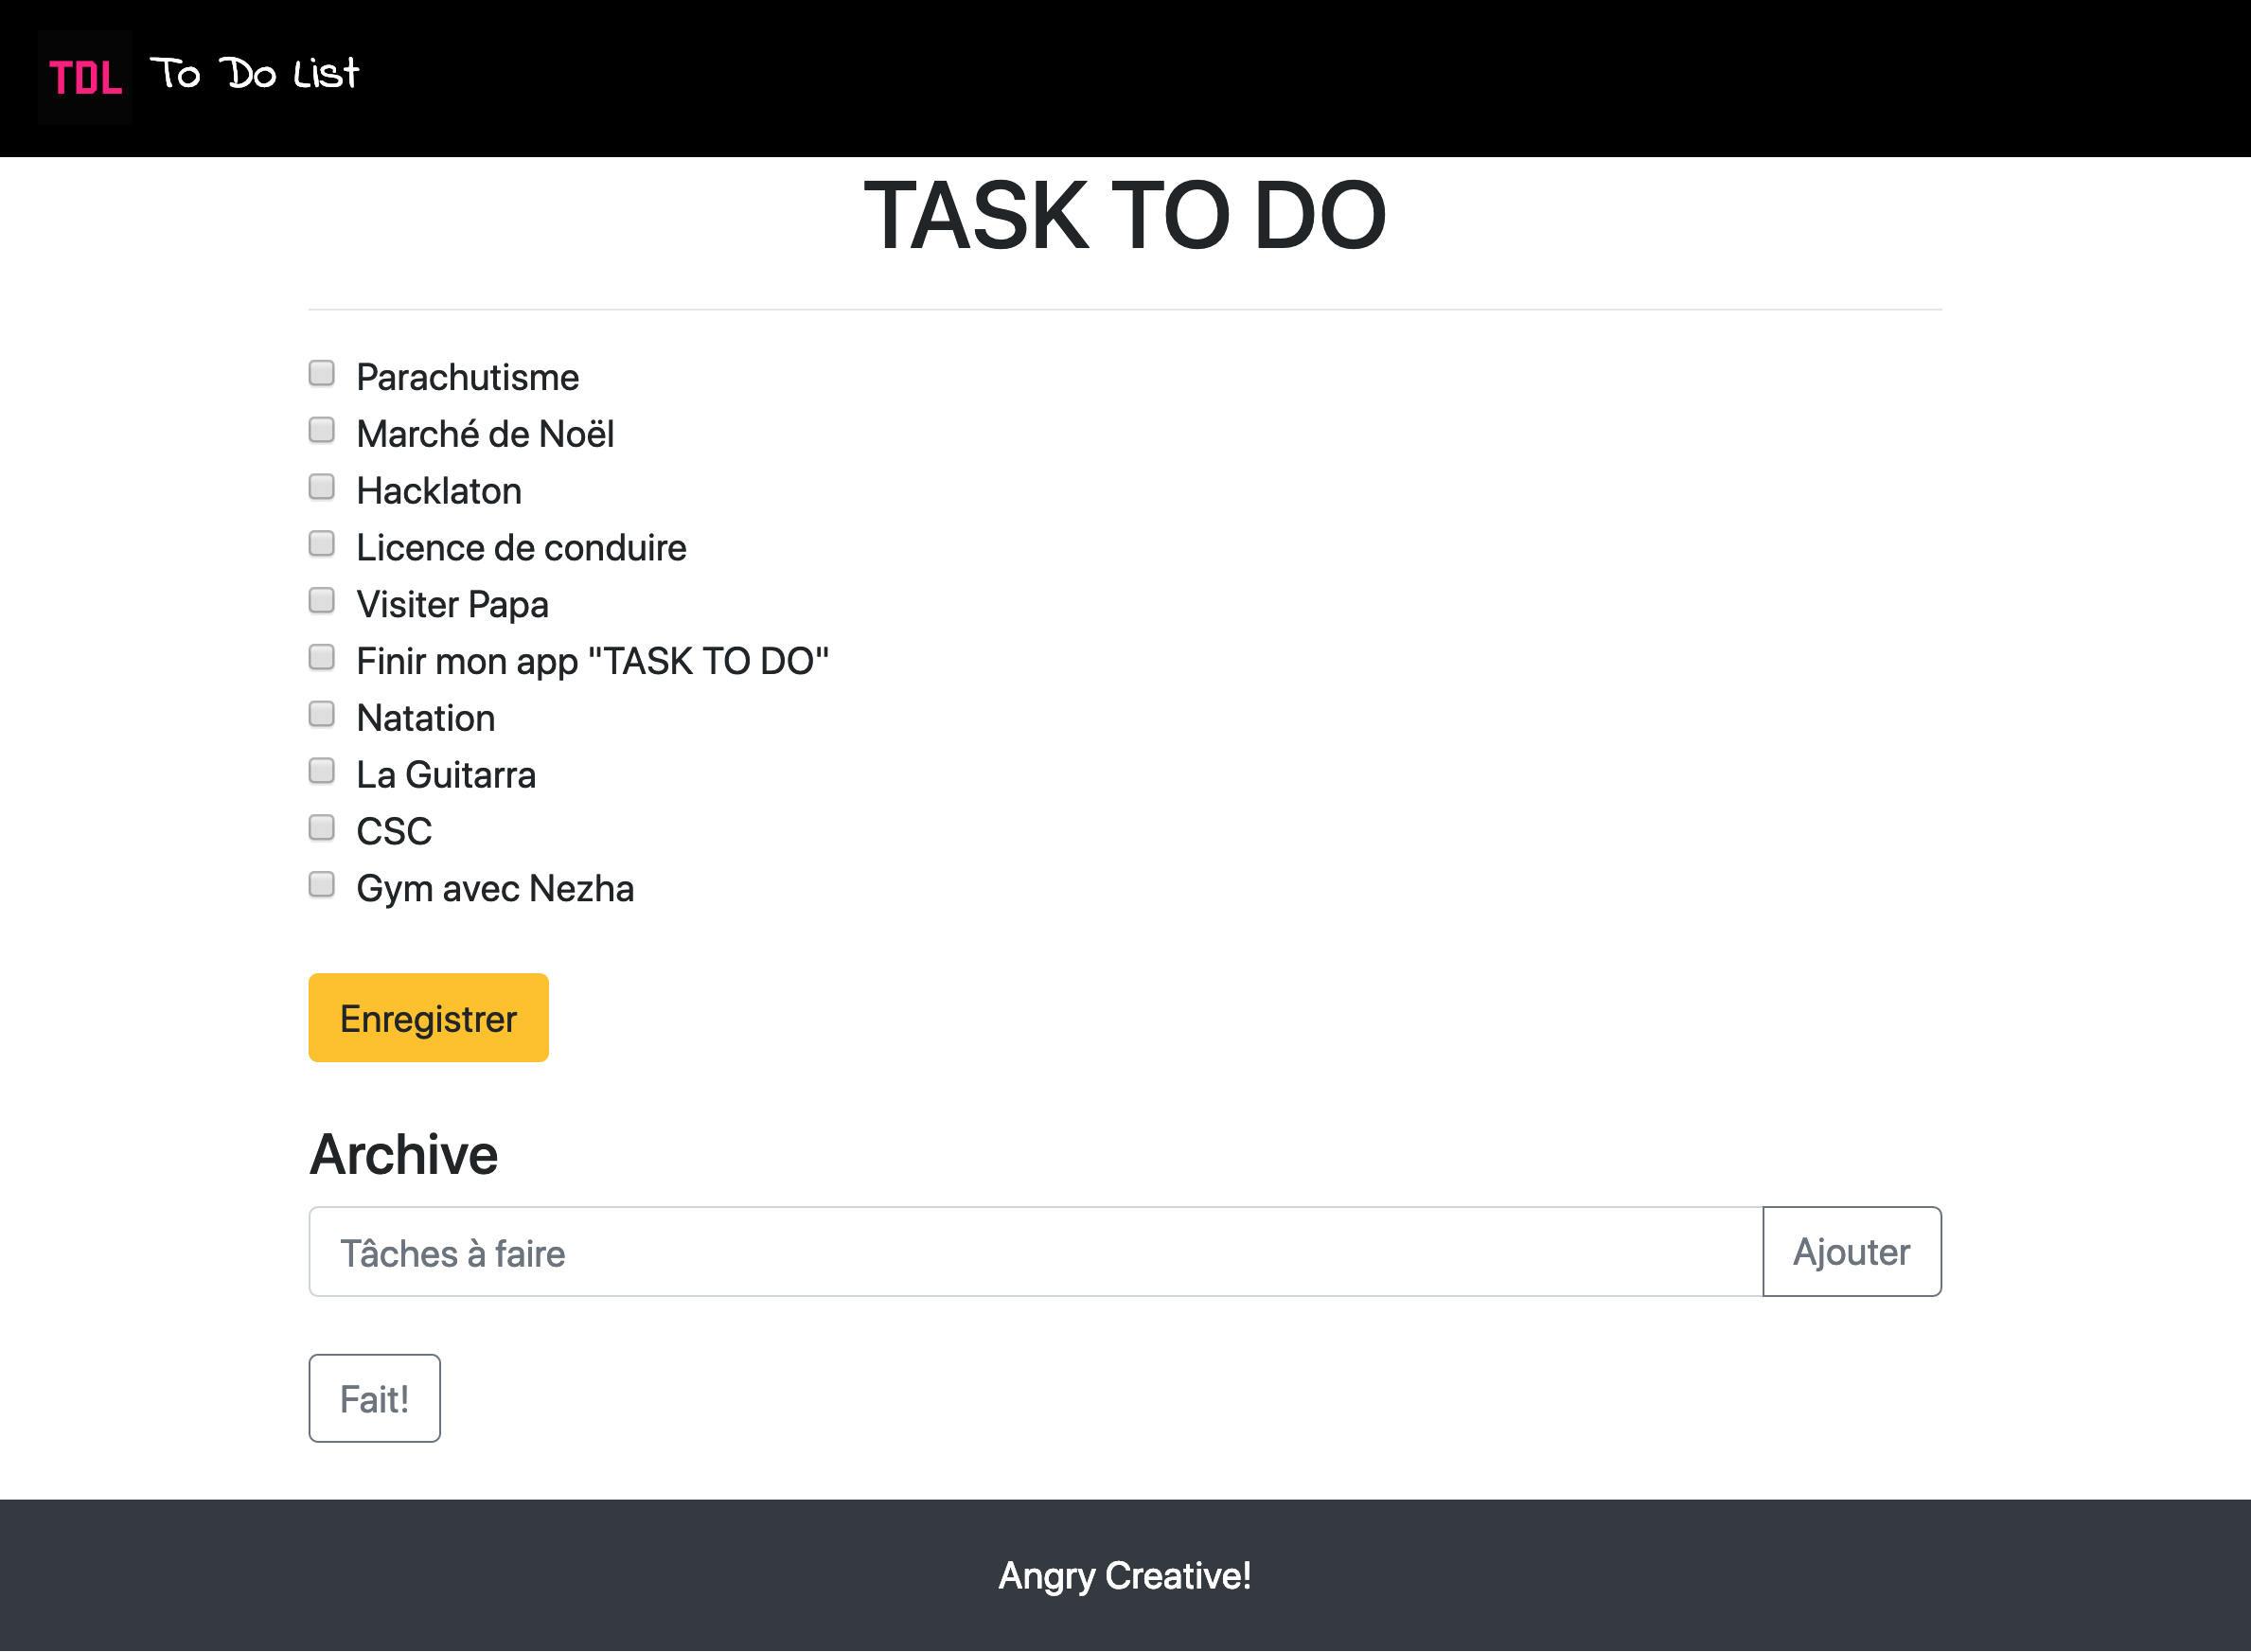 TDL To Do List
TASK TO DO
Parachutisme
Marché de Noël
Hacklaton
Licence de conduire
Visiter Papa
Finir mon app "TASK TO DO"
Natation
La Guitarra
CSC
Gym avec Nezha
Enregistrer
Archive
Tâches à faire Ajouter
Fait!
Angry Creative!